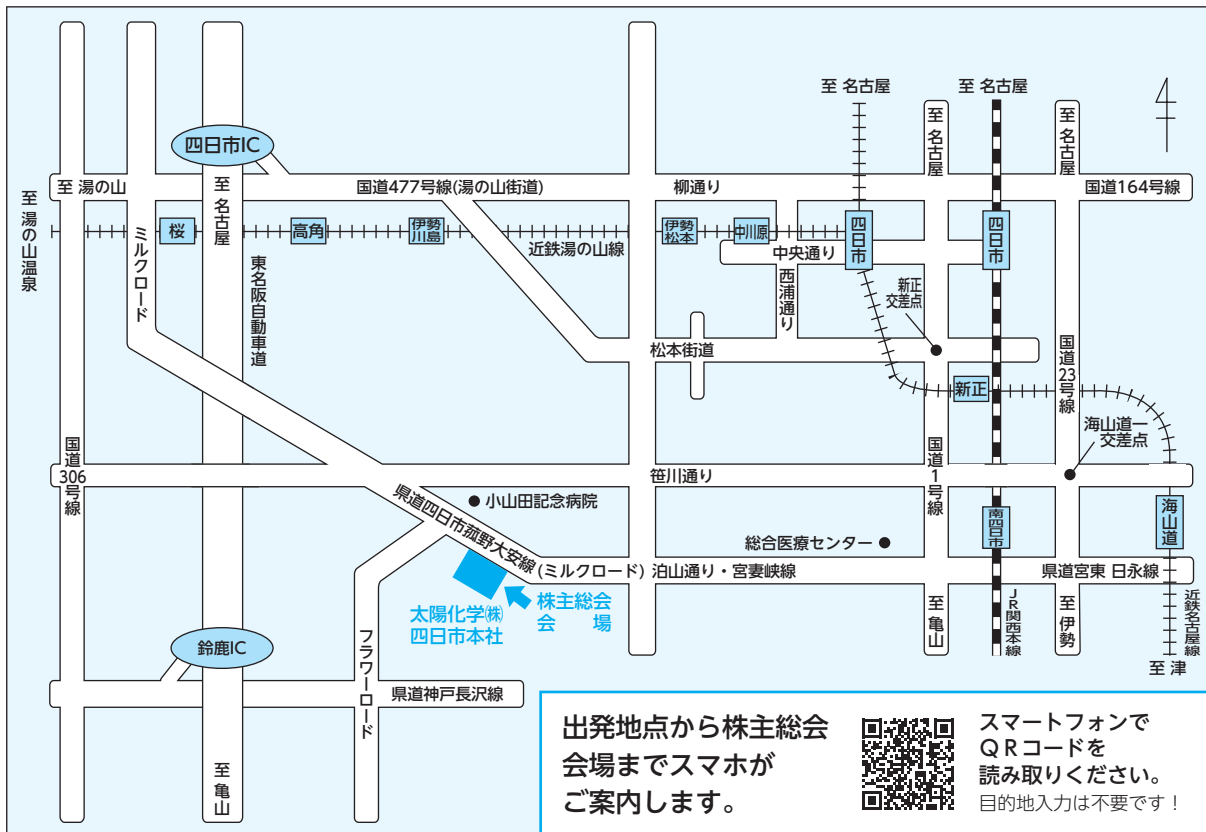 至 名古屋
至 名古屋
四日市IC
至 名古屋
至 名古屋
至 湯の山
至 名古屋
国道477号線(湯の山街道)
柳通り
国道164号線
至 湯の山温泉
ミルクロード
桜
高角
伊勢
川島
近鉄湯の山線
伊勢
松本
中川原
四日市
四日市
中央通り
西浦通り
東名阪自動車道
新正
交差点
松本街道
国道23号線
新正
海山道一
交差点
国道306号線
笹川通り
国道1号線
小山田記念病院
県道四日市菰野大安線
(ミルクロード)
泊山通り・宮妻峡線
総合医療センター
南四日市
海山道
県道宮東 日永線
太陽化学㈱
四日市本社
株主総会
会場
至 亀山
JR関西本線
至 伊勢
近鉄名古屋線
至 津
鈴鹿IC
フラワーロード
県道神戸長沢線
至 亀山
出発地点から株主総会
会場までスマホが
ご案内します。
スマートフォンで
QRコードを
読み取りください。
目的地入力は不要です！